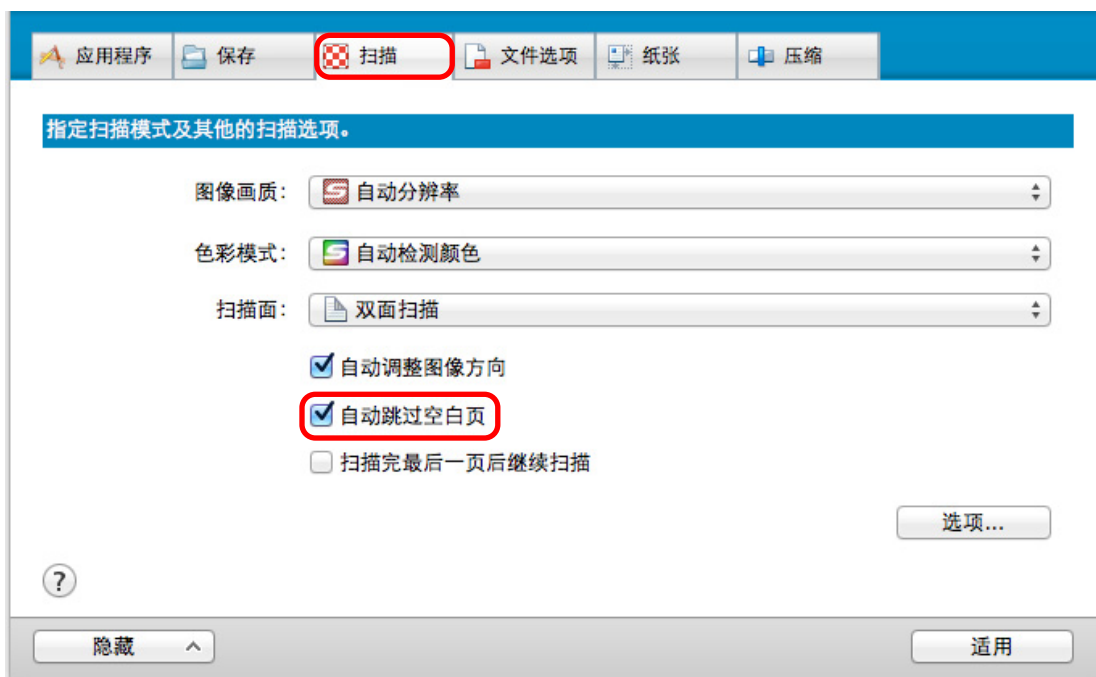 应用程序 保存 扫描 文件选项 纸张 压缩
指定扫描模式及其他的扫描选项。
图像画质: 自动分辨率
色彩模式: 自动检测颜色
扫描面: 双面扫描
自动调整图像方向
自动跳过空白页
扫描完最后一页后继续扫描
选项...
?
隐藏 适用